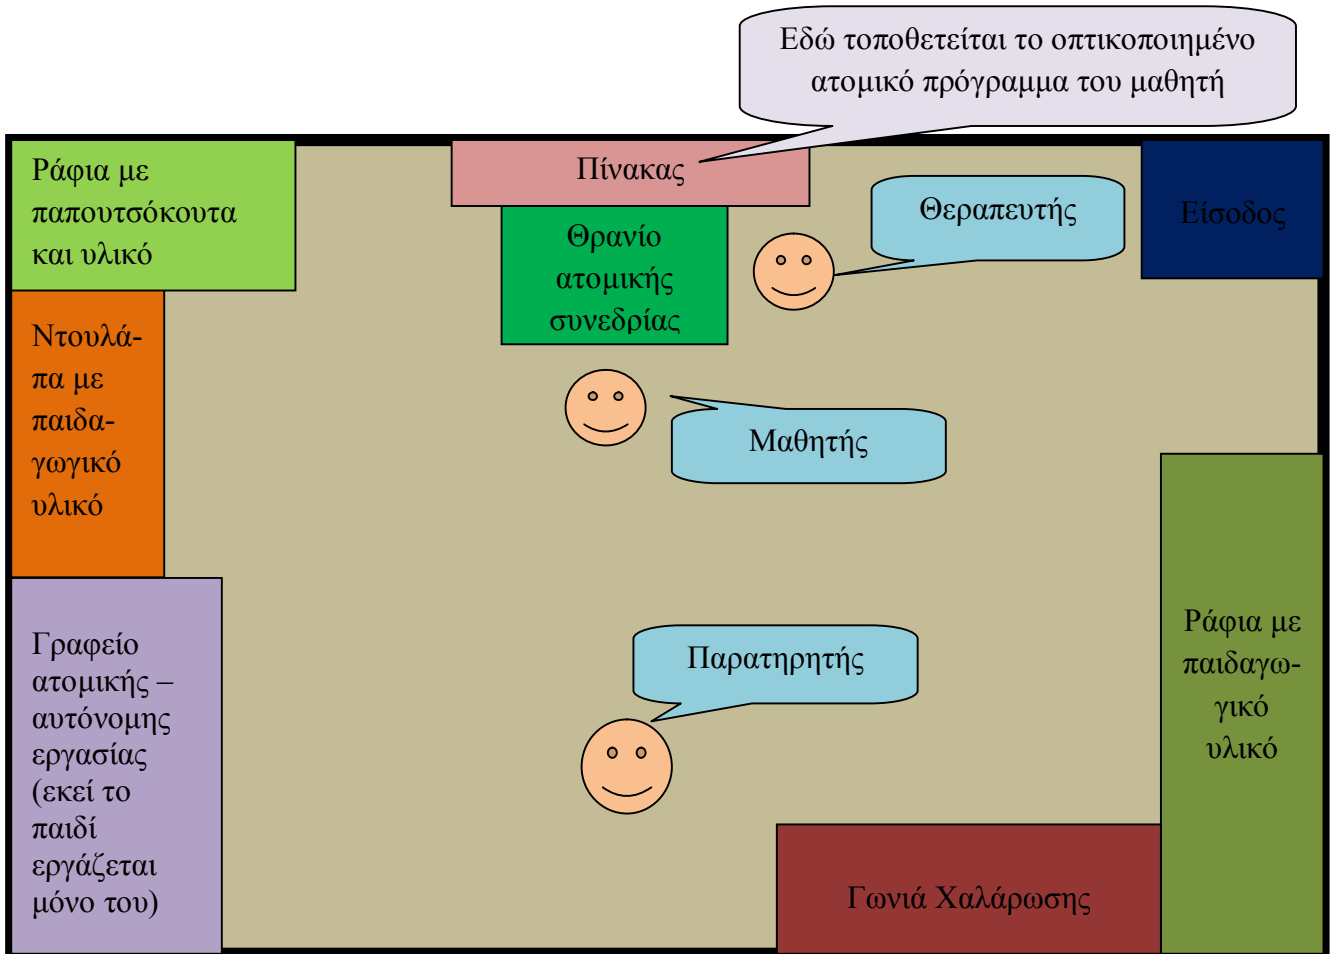 Εδώ τοποθετείται το οπτικοποιημένο
ατομικό πρόγραμμα του μαθητή
Ράφια με
παπουτσόκουτα
και υλικό
Πίνακας
Θρανίο
ατομικής
συνεδρίας
Θεραπευτής
Είσοδος
Ντουλά-
πα με
παιδα-
γωγικό
υλικό
Μαθητής
Γραφείο
ατομικής –
αυτόνομης
εργασίας
(εκεί το
παιδί
εργάζεται
μόνο του)
Παρατηρητής
Ράφια με
παιδαγω-
γικό
υλικό
Γωνιά Χαλάρωσης